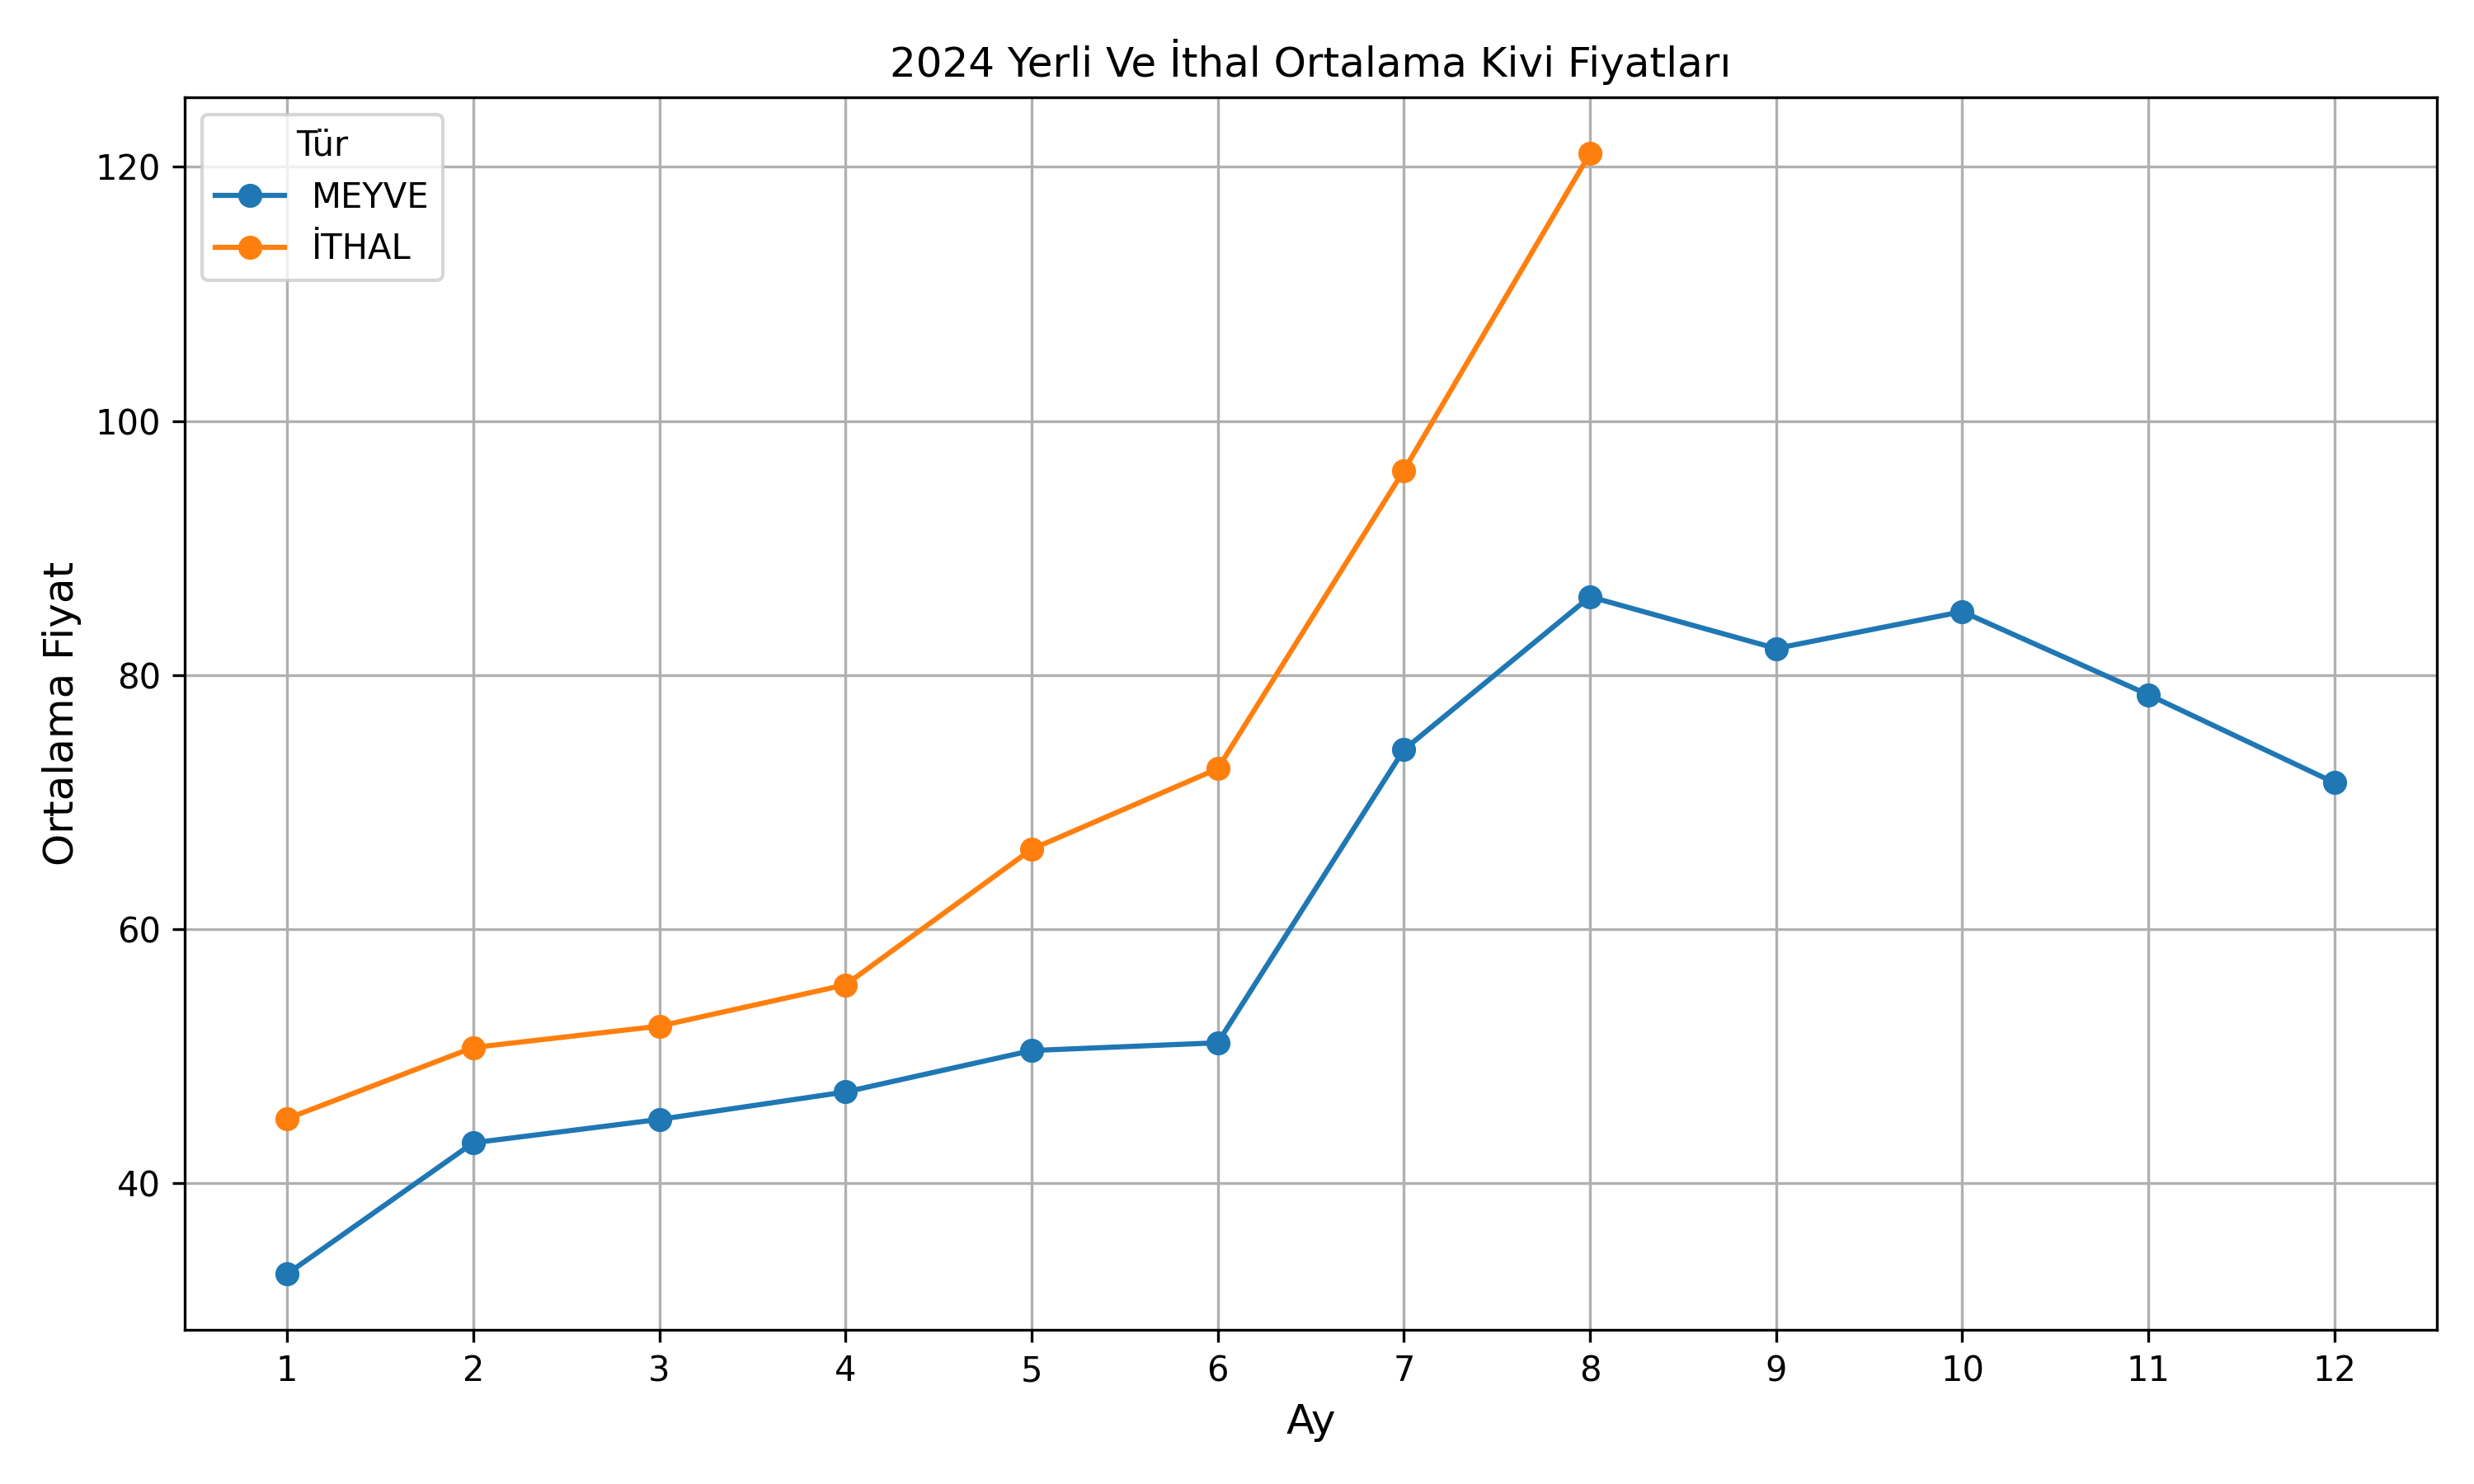 2024 Yerli Ve İthal Ortalama Kivi Fiyatları
Tür
MEYVE
İTHAL
Ortalama Fiyat
120
100
80
60
40
1 2 3 4 5 6 7 8 9 10 11 12
Ay